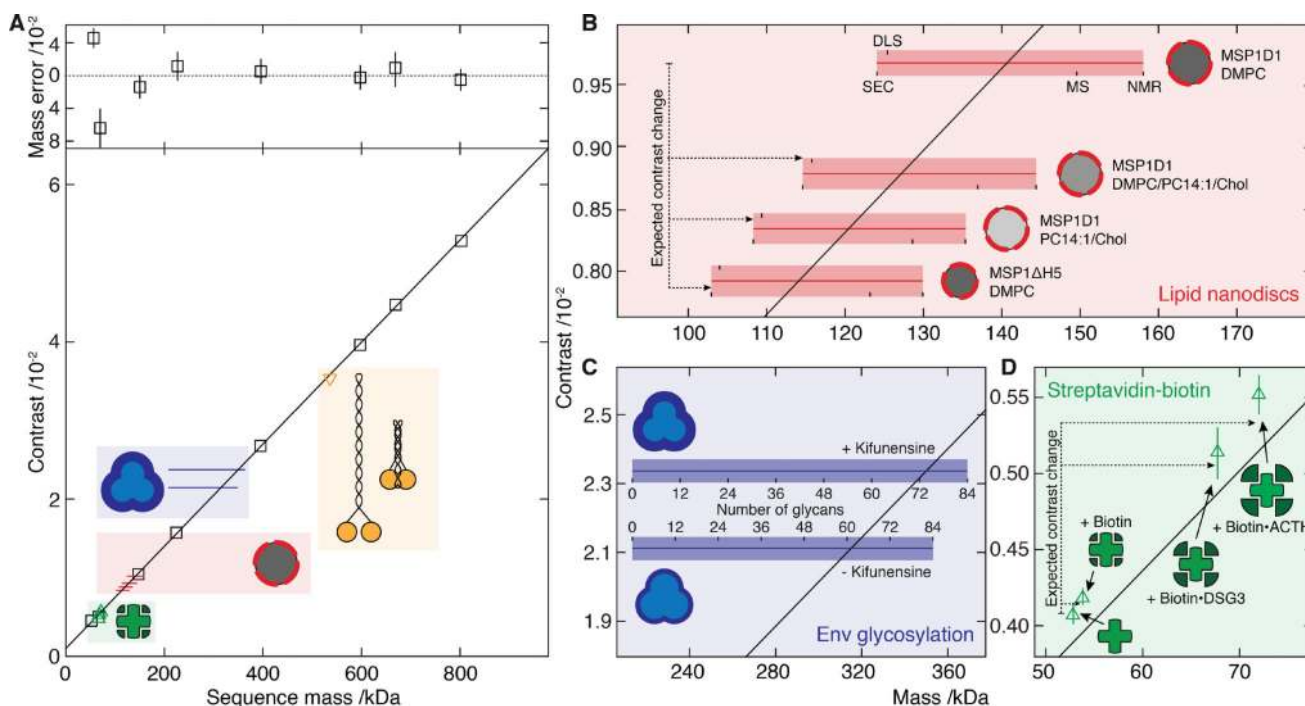 A
Mass error /10⁻²
4
0
4
8
Contrast /10⁻²
6
4
2
0
0 200 400 600 800
Sequence mass /kDa
B
Contrast /10⁻²
0.95
0.90
0.85
0.80
Expected contrast change
DLS
SEC MS NMR
MSP1D1
DMPC
MSP1D1
DMPC/PC14:1/Chol
MSP1D1
PC14:1/Chol
MSP1ΔH5
DMPC
Lipid nanodiscs
100 110 120 130 140 150 160 170
C
2.5
2.3
2.1
1.9
+ Kifunensine
0 12 24 36 48 60 72 84
Number of glycans
0 12 24 36 48 60 72 84
- Kifunensine
Env glycosylation
240 280 320 360
Mass /kDa
D
Streptavidin-biotin
0.55
0.50
0.45
0.40
Expected contrast change
+ Biotin
+ Biotin•ACTH
+ Biotin•DSG3
50 60 70